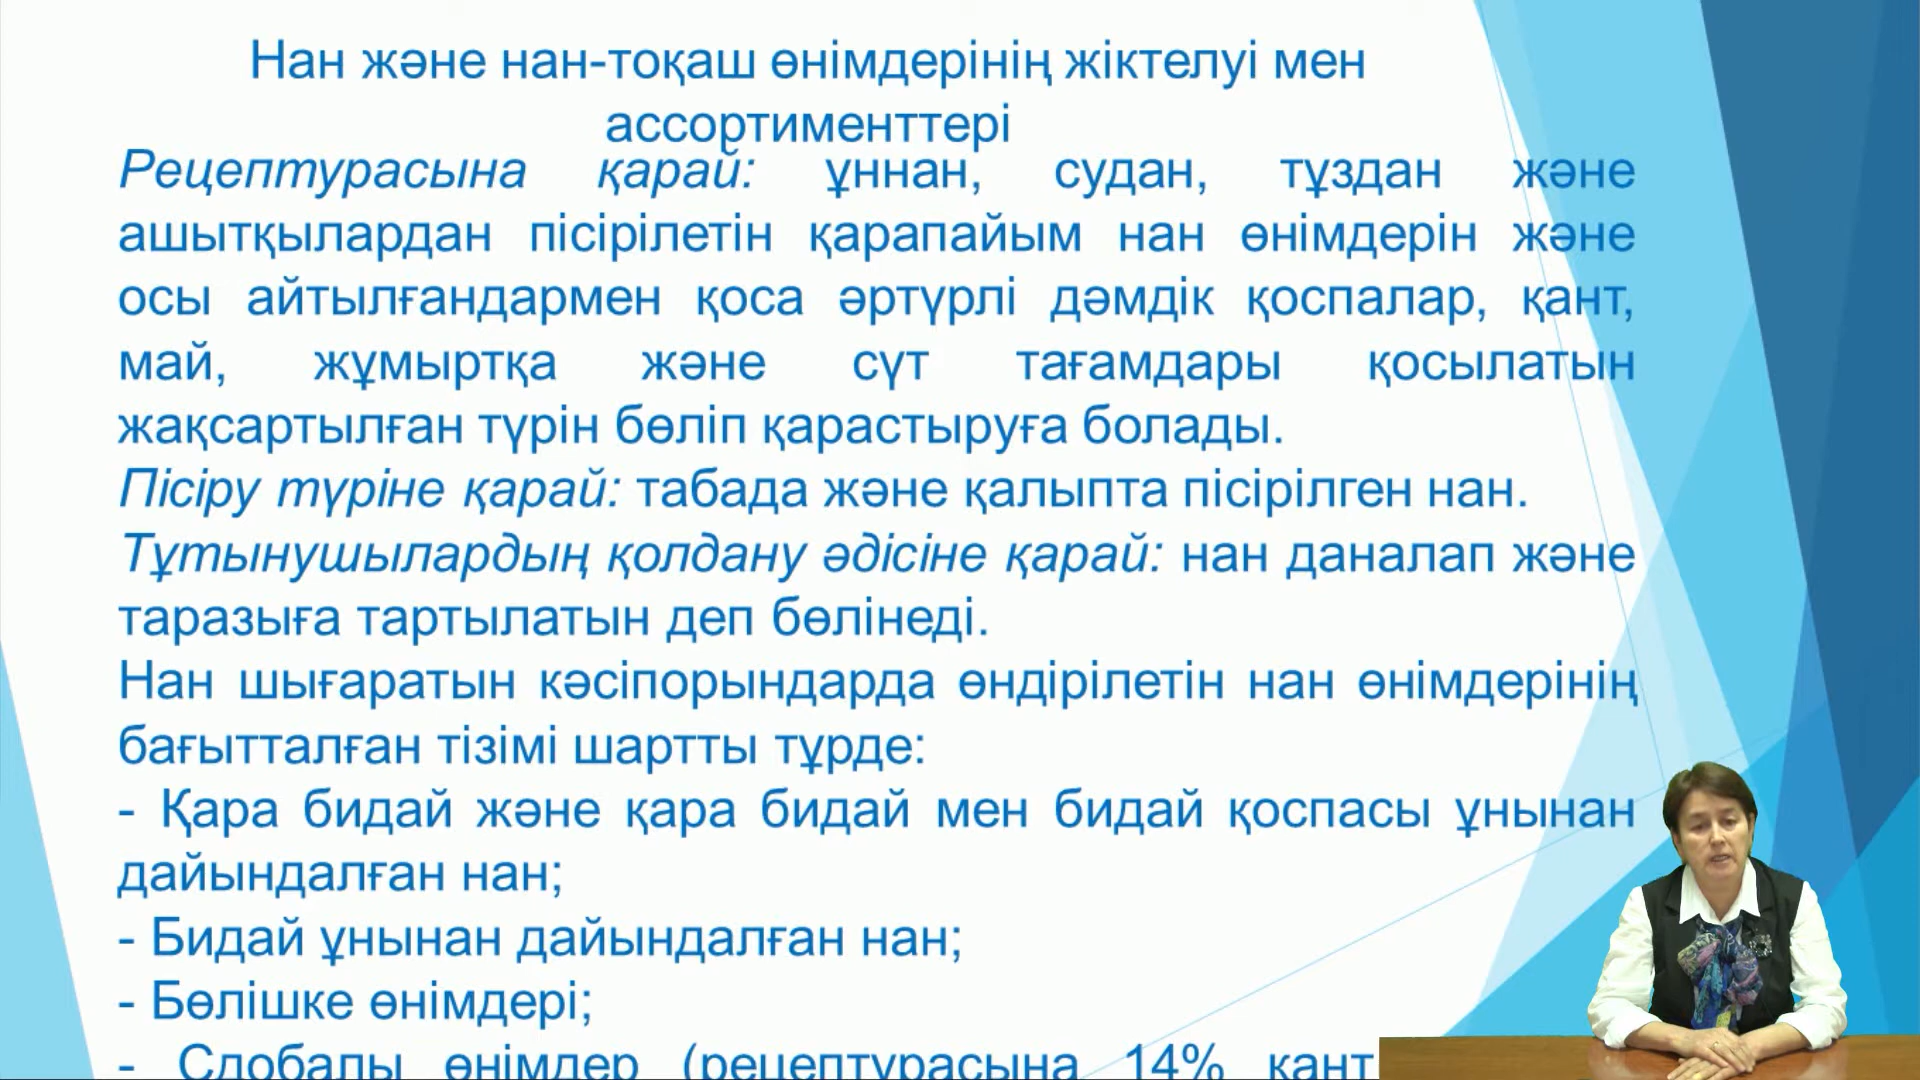 Нан және нан-тоқаш өнімдерінің жіктелуі мен
ассортименттері
Рецептурасына қарай: ұннан, судан, тұздан және
ашытқылардан пісірілетін қарапайым нан өнімдерін және
осы айтылғандармен қоса әртүрлі дәмдік қоспалар, қант,
май, жұмыртқа және сүт тағамдары қосылатын
жақсартылған түрін бөліп қарастыруға болады.
Пісіру түріне қарай: табада және қалыпта пісірілген нан.
Тұтынушылардың қолдану әдісіне қарай: нан даналап және
таразыға тартылатын деп бөлінеді.
Нан шығаратын кәсіпорындарда өндірілетін нан өнімдерінің
бағытталған тізімі шартты түрде:
- Қара бидай және қара бидай мен бидай қоспасы ұнынан
дайындалған нан;
- Бидай ұнынан дайындалған нан;
- Бөлішке өнімдері;
- Сдобалы өнімдер (рецептурасына 14% қант